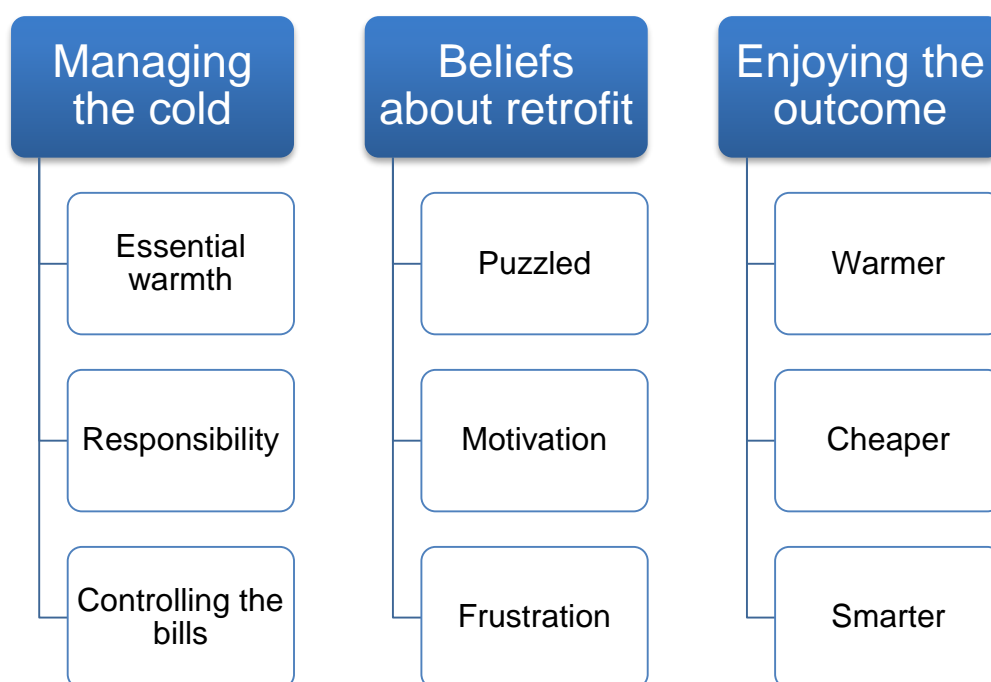 Managing
the cold
Essential
warmth
Responsibility
Controlling the
bills
Beliefs
about retrofit
Puzzled
Motivation
Frustration
Enjoying the
outcome
Warmer
Cheaper
Smarter